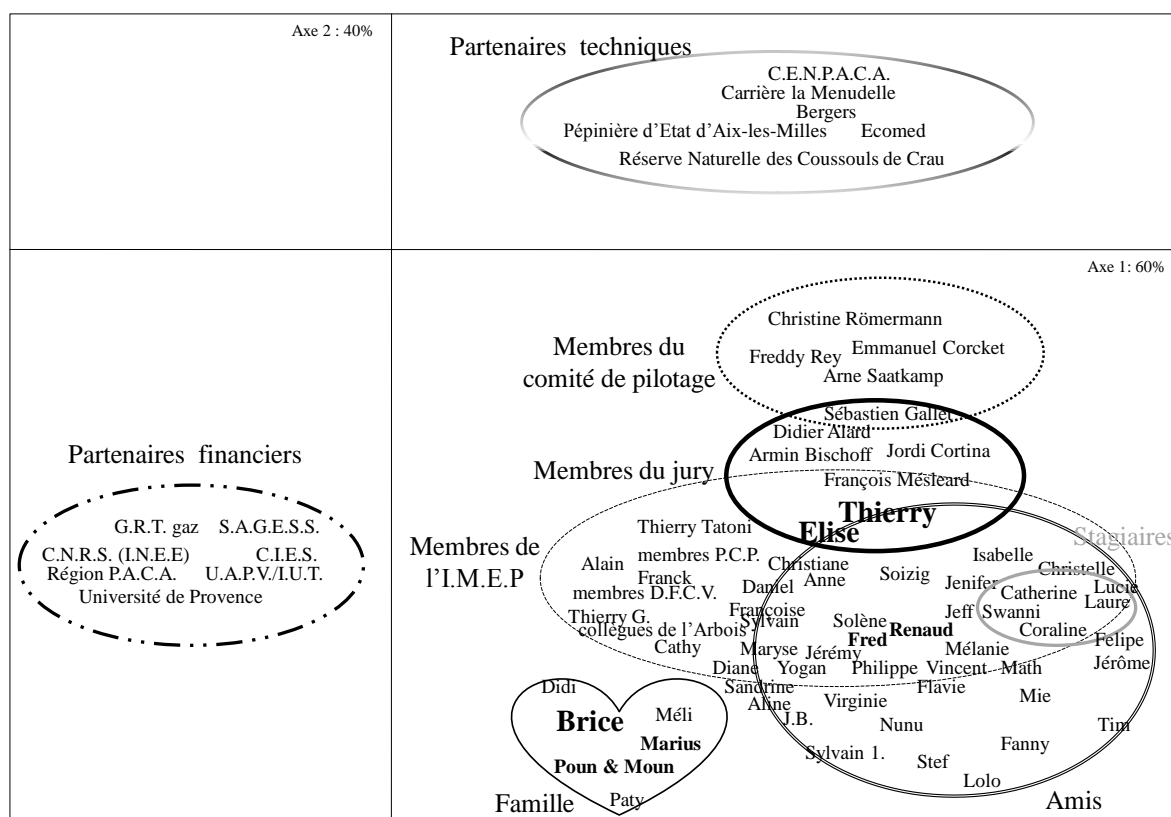 Axe 2 : 40%
Partenaires techniques
C.E.N.P.A.C.A.
Carrière la Menudelle
Bergers
Pépinière d'Etat d'Aix-les-Milles Ecomed
Réserve Naturelle des Coussouls de Crau
Axe 1 : 60%
Christine Römermann
Membres du
comité de pilotage
Freddy Rey Emmanuel Corcket
Arne Saatkamp
Sébastien Gallet
Didier Alard
Armin Bischoff Jordi Cortina
Membres du jury
François Mesleard
Thierry
Elise
Partenaires financiers
G.R.T. gaz S.A.G.E.S.S.
C.N.R.S. (I.N.E.E) C.I.E.S.
Région P.A.C.A. U.A.P.V./I.U.T.
Université de Provence
Membres de
l'I.M.E.P
Thierry Tatoni
Stagiaires
membres P.C.P. Christiane Isabelle
Alain Franck Anne Soizig Christelle
membres D.F.C.V. Daniel Jenifer Catherine Lucie
Laure
Thierry G. Françoise Jeff Swanni
collègues de l'Arbois Sylvain Solène Renaud Coraline
Cathy Maryse Jérémy Fred Mélanie Felipe
Diane Yogan Philippe Vincent Math Jérôme
Didi Sandrine Flavie
Aline Virginie Mie
Brice Méli J.B. Nunu Tim
Marius Sylvain 1. Fanny
Poun & Moun Stef
Lolo
Famille Paty Amis